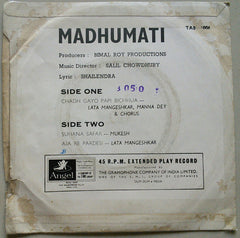 MADHUMATI
Producers : BIMAL ROY PRODUCTIONS
Music Director : SALIL CHOWDHURY
Lyric : SHAILENDRA
SIDE ONE 3050
CHADH GAYO PAPI BICHHUA —
LATA MANGESHKAR, MANNA DEY
& CHORUS
SIDE TWO
SUHANA SAFAR — MUKESH
AJA RE PARDESI — LATA MANGESHKAR
Angel
45 R.P.M. EXTENDED PLAY RECORD
THE GRAMOPHONE COMPANY OF INDIA LIMITED